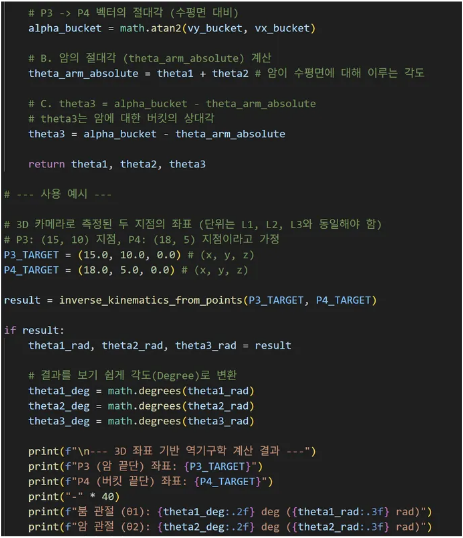 # P3 -> P4 벡터의 절대각 (수평면 대비)
alpha_bucket = math.atan2(vy_bucket, vx_bucket)
# B. 암의 절대각 (theta_arm_absolute) 계산
theta_arm_absolute = theta1 + theta2 # 암이 수평면에 대해 이루는 각도
# C. theta3 = alpha_bucket - theta_arm_absolute
# theta3는 암에 대한 버킷의 상대각
theta3 = alpha_bucket - theta_arm_absolute
return theta1, theta2, theta3
# --- 사용 예시 ---
# 3D 카메라로 측정된 두 지점의 좌표 (단위는 L1, L2, L3와 동일해야 함)
# P3: (15, 10) 지점, P4: (18, 5) 지점이라고 가정
P3_TARGET = (15.0, 10.0, 0.0) # (x, y, z)
P4_TARGET = (18.0, 5.0, 0.0) # (x, y, z)
result = inverse_kinematics_from_points(P3_TARGET, P4_TARGET)
if result:
theta1_rad, theta2_rad, theta3_rad = result
# 결과를 보기 쉽게 각도(Degree)로 변환
theta1_deg = math.degrees(theta1_rad)
theta2_deg = math.degrees(theta2_rad)
theta3_deg = math.degrees(theta3_rad)
print(f"\n--- 3D 좌표 기반 역기구학 계산 결과 ---")
print(f"P3 (암 끝단) 좌표: {P3_TARGET}")
print(f"P4 (버킷 끝단) 좌표: {P4_TARGET}")
print("-" * 40)
print(f"붐 관절 (θ1): {theta1_deg:.2f} deg ({theta1_rad:.3f} rad)")
print(f"암 관절 (θ2): {theta2_deg:.2f} deg ({theta2_rad:.3f} rad)")